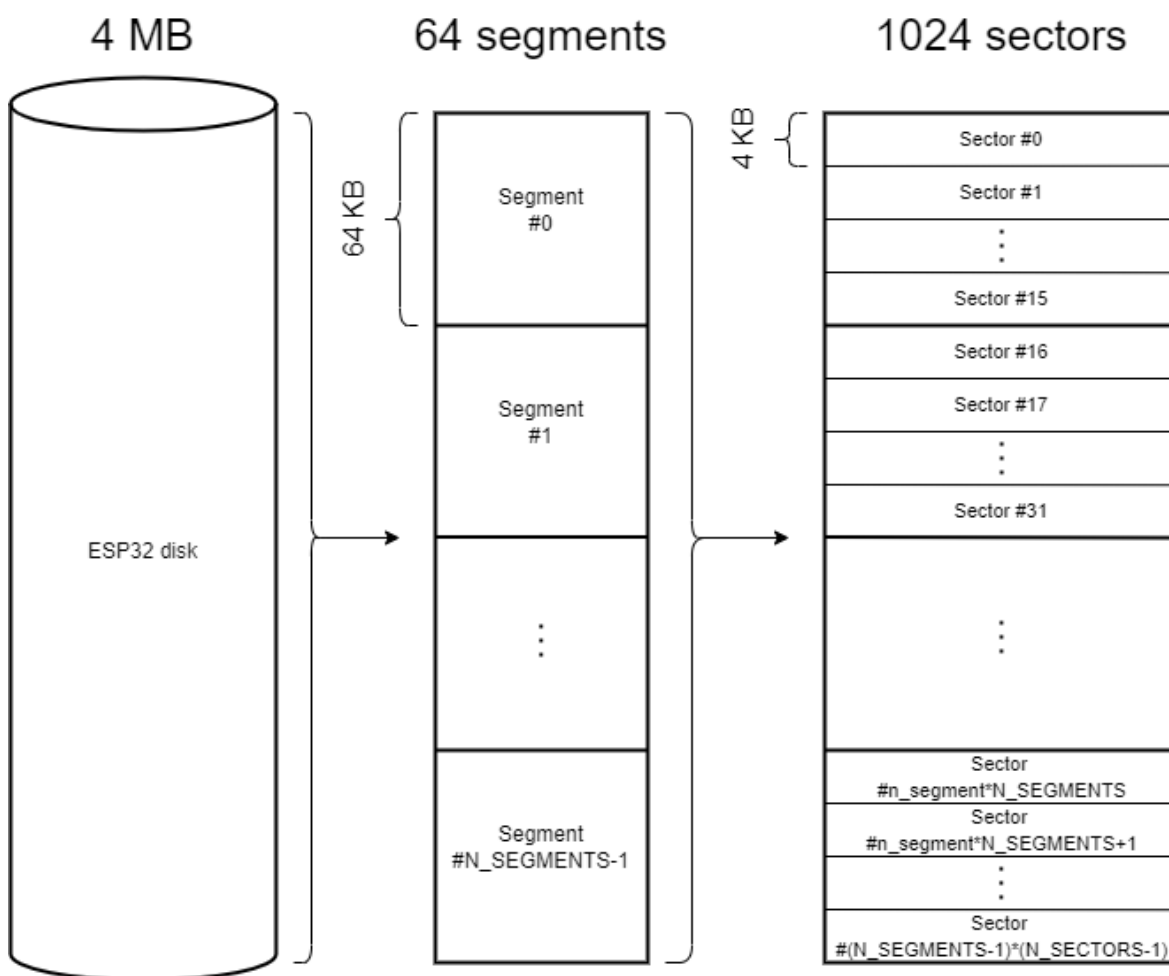 4 MB
64 segments
1024 sectors
ESP32 disk
64 KB
Segment
#0
Segment
#1
⋮
Segment
#N_SEGMENTS-1
4 KB
Sector #0
Sector #1
⋮
Sector #15
Sector #16
Sector #17
⋮
Sector #31
⋮
Sector
#n_segment*N_SEGMENTS
Sector
#n_segment*N_SEGMENTS+1
⋮
Sector
#(N_SEGMENTS-1)*(N_SECTORS-1)